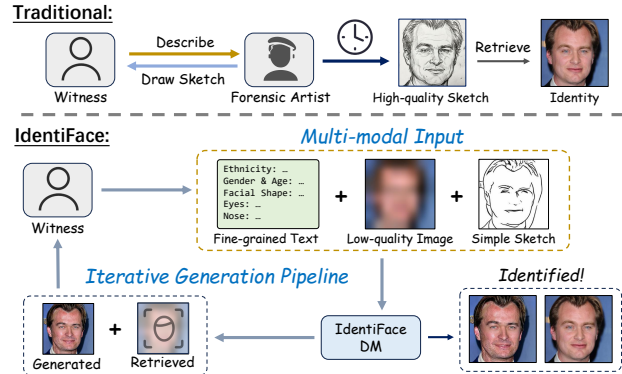 Traditional:
Describe
Draw Sketch
Witness
Forensic Artist
High-quality Sketch
Retrieve
Identity
IdentiFace:
Multi-modal Input
Witness
Ethnicity: …
Gender & Age: …
Facial Shape: …
Eyes: …
Nose: …
+
+
Fine-grained Text
Low-quality Image
Simple Sketch
Iterative Generation Pipeline
Identified!
+
Generated
Retrieved
IdentiFace
DM